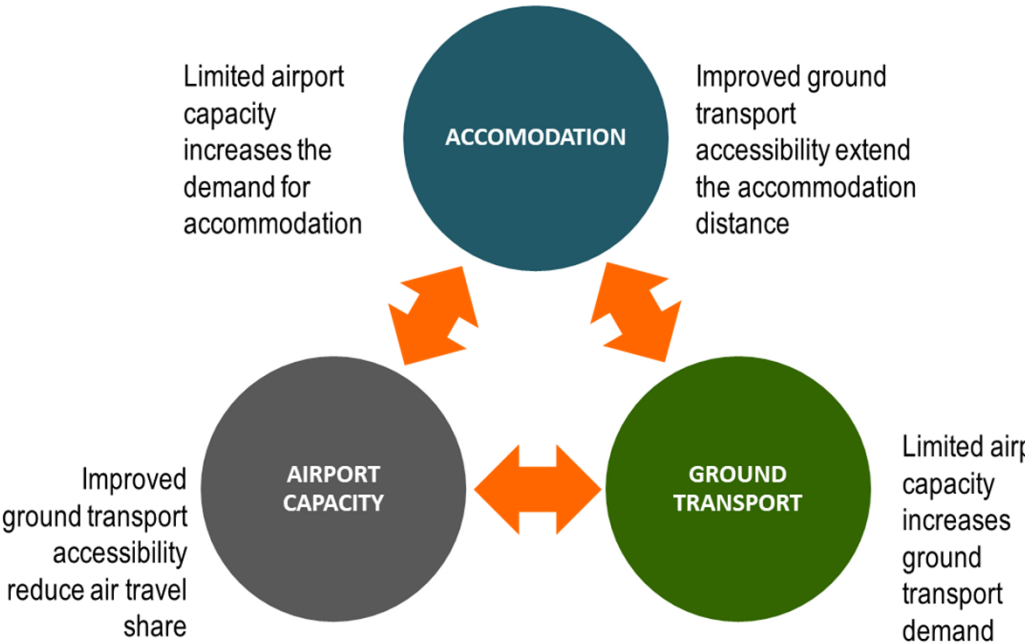 Limited airport
capacity
increases the
demand for
accommodation
ACCOMODATION
Improved ground
transport
accessibility extend
the accommodation
distance
Improved
ground transport
accessibility
reduce air travel
share
AIRPORT
CAPACITY
GROUND
TRANSPORT
Limited
capacity
increases
ground
transport
demand